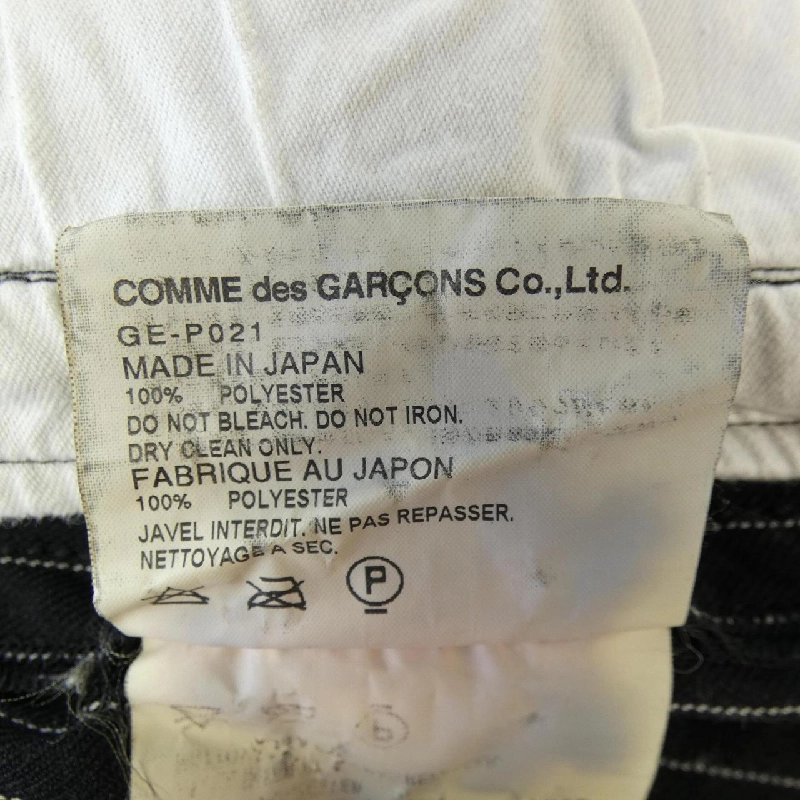 COMME des GARÇONS Co.,Ltd.
GE-P021
MADE IN JAPAN
100% POLYESTER
DO NOT BLEACH. DO NOT IRON.
DRY CLEAN ONLY.
FABRIQUE AU JAPON
100% POLYESTER
JAVEL INTERDIT. NE PAS REPASSER.
NETTOYAGE A SEC.
P